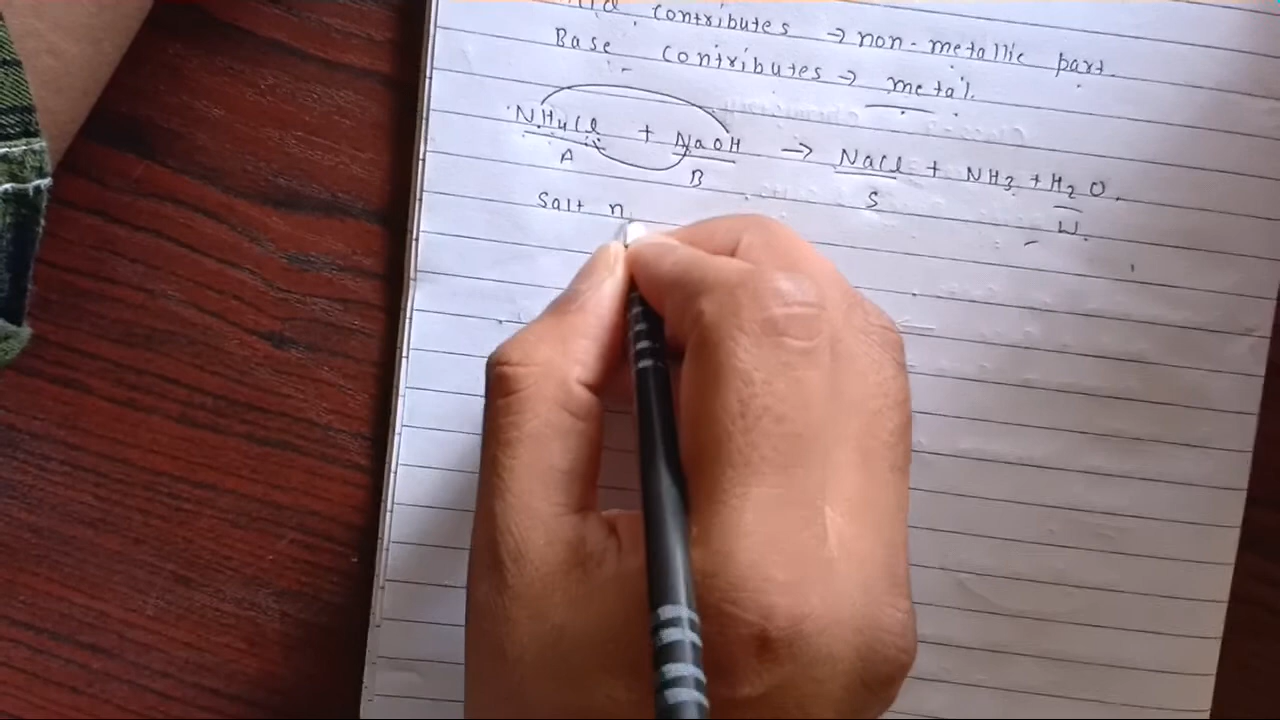 contributes → non-metallic part.
Base contributes → metal.
NH4Cl + NaOH → NaCl + NH3 + H2O.
A B S W.
Salt n